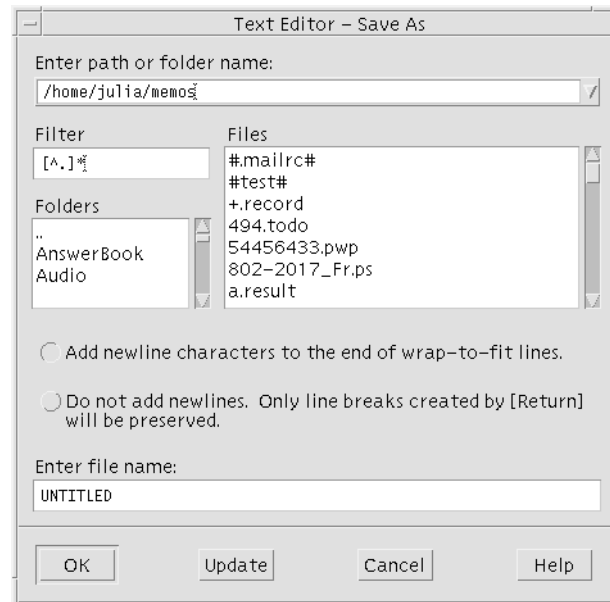 Text Editor – Save As
Enter path or folder name:
/home/julia/memos
Filter
[^.]*
Files
#.mailrc#
#test#
+.record
494.todo
54456433.pwp
802–2017_Fr.ps
a.result
Folders
..
AnswerBook
Audio
Add newline characters to the end of wrap–to–fit lines.
Do not add newlines. Only line breaks created by [Return]
will be preserved.
Enter file name:
UNTITLED
OK Update Cancel Help